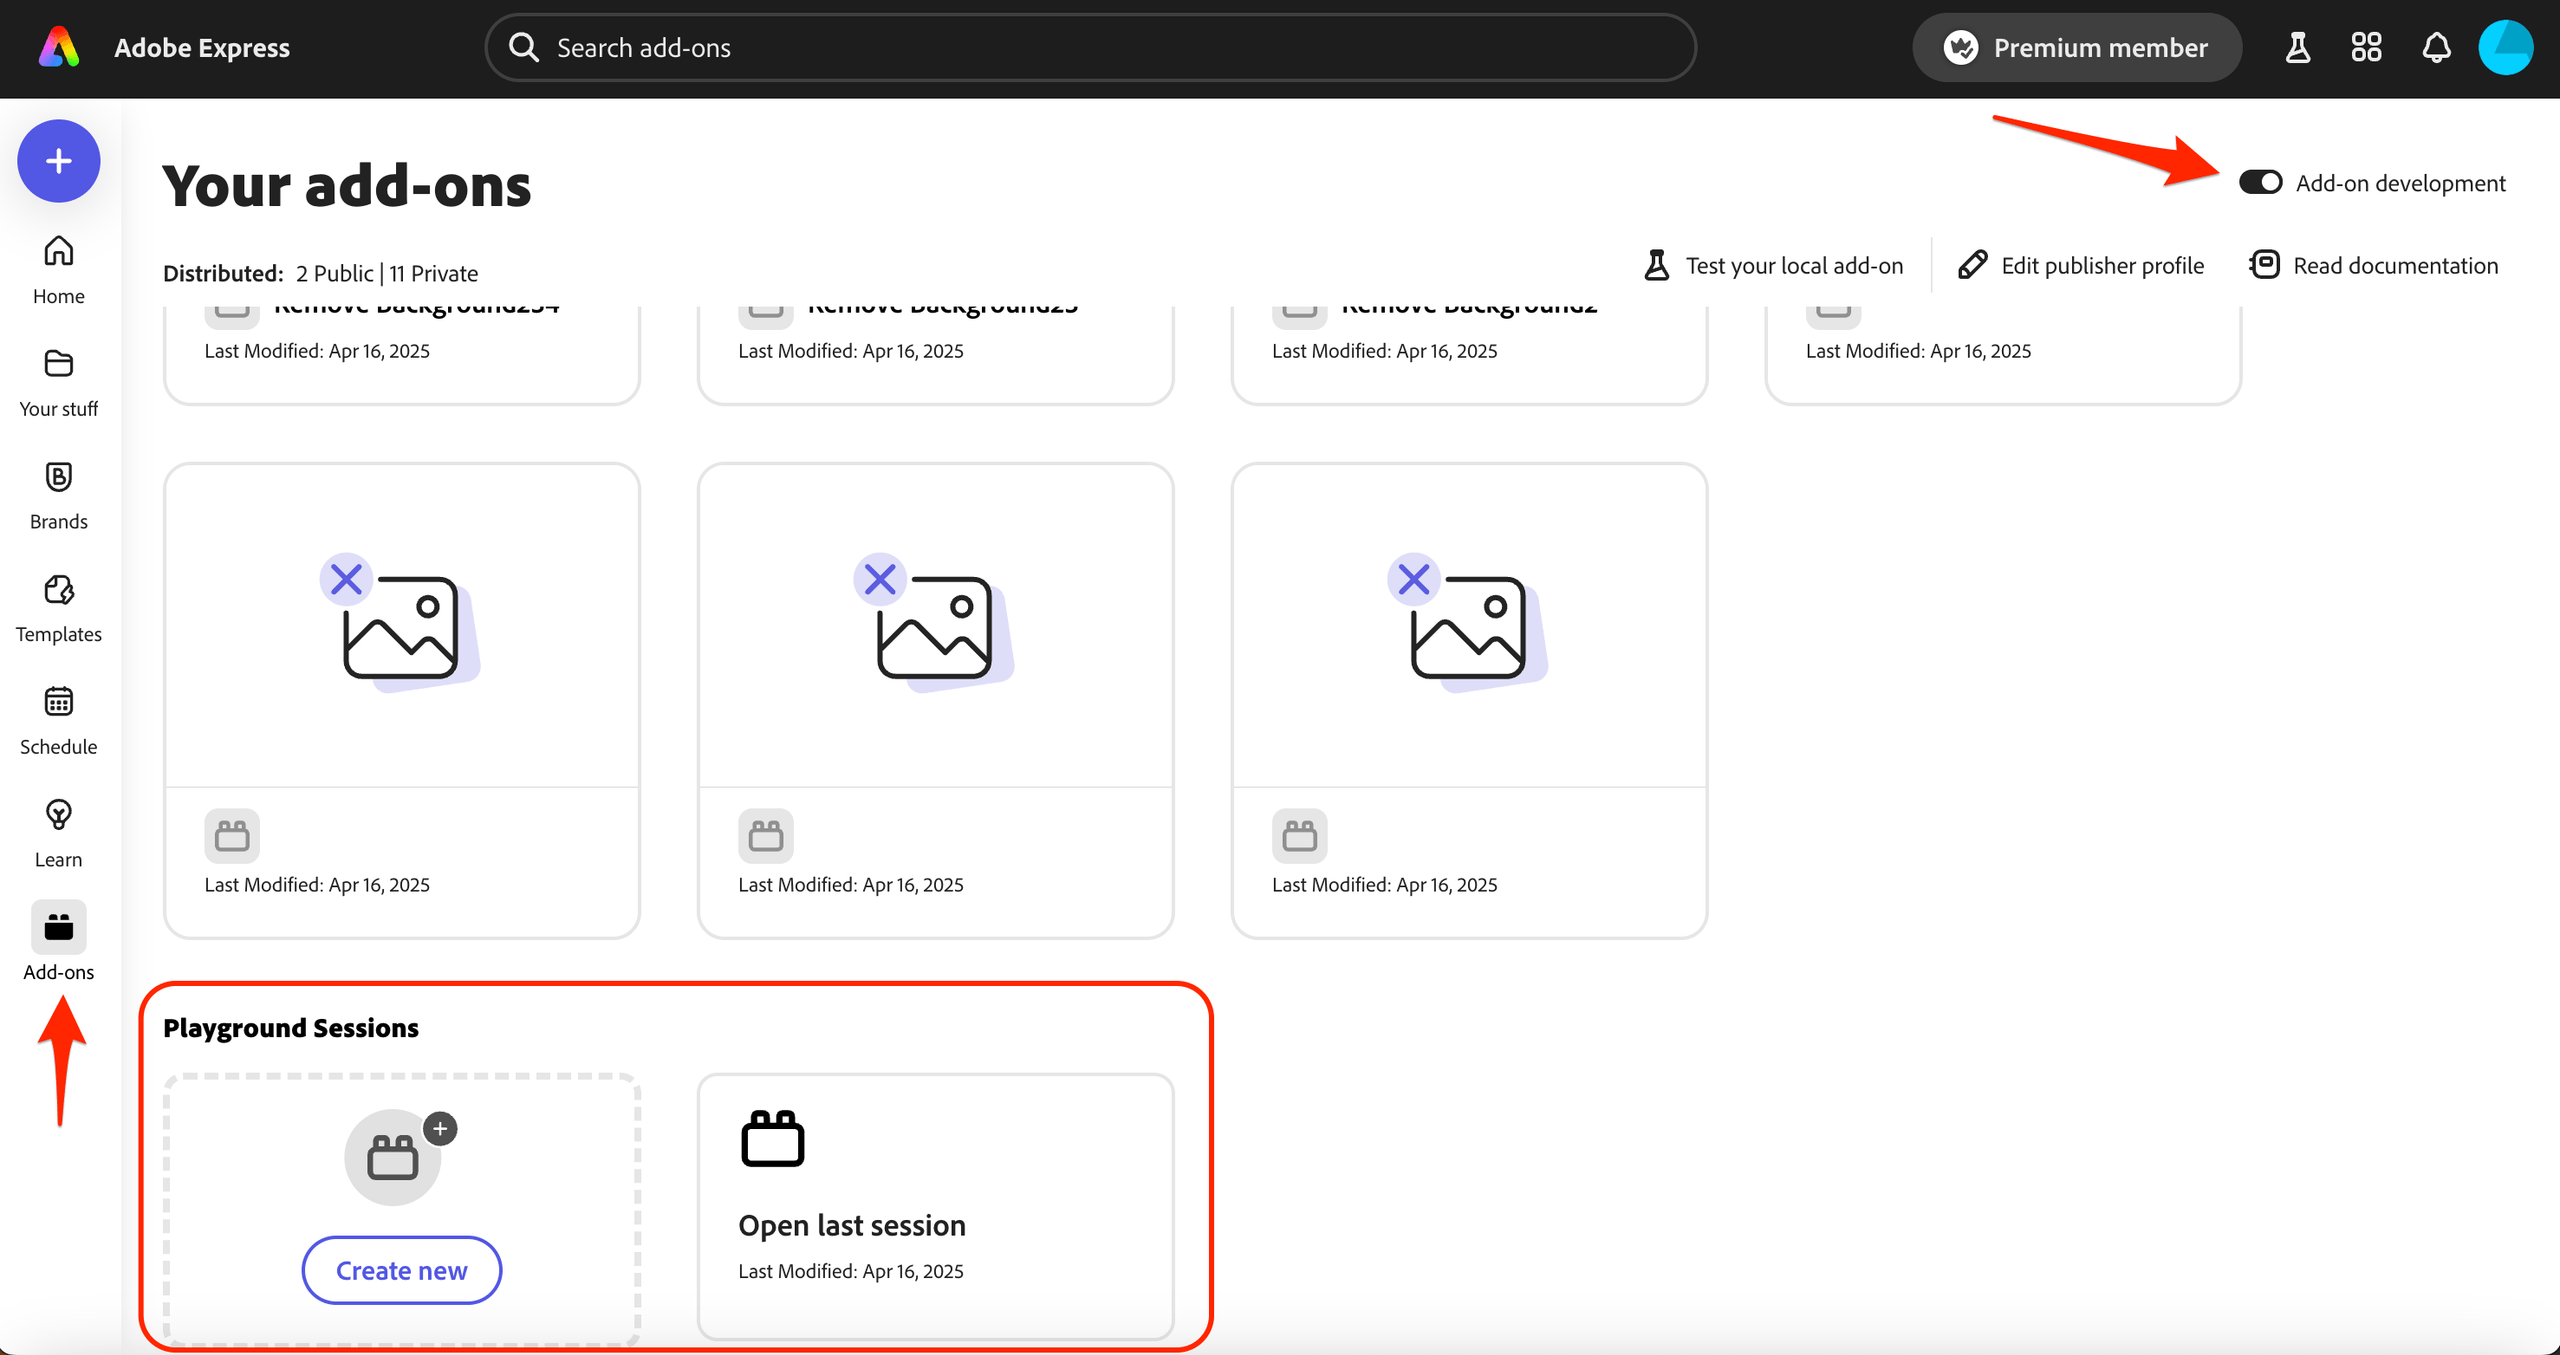 Adobe Express
Search add-ons
Premium member
Your add-ons
Add-on development
Distributed: 2 Public | 11 Private
Test your local add-on
Edit publisher profile
Read documentation
Home
Your stuff
Brands
Templates
Schedule
Learn
Add-ons
Remove Background234
Remove Background23
Remove Background2
Last Modified: Apr 16, 2025
Last Modified: Apr 16, 2025
Last Modified: Apr 16, 2025
Last Modified: Apr 16, 2025
Last Modified: Apr 16, 2025
Last Modified: Apr 16, 2025
Last Modified: Apr 16, 2025
Playground Sessions
Create new
Open last session
Last Modified: Apr 16, 2025